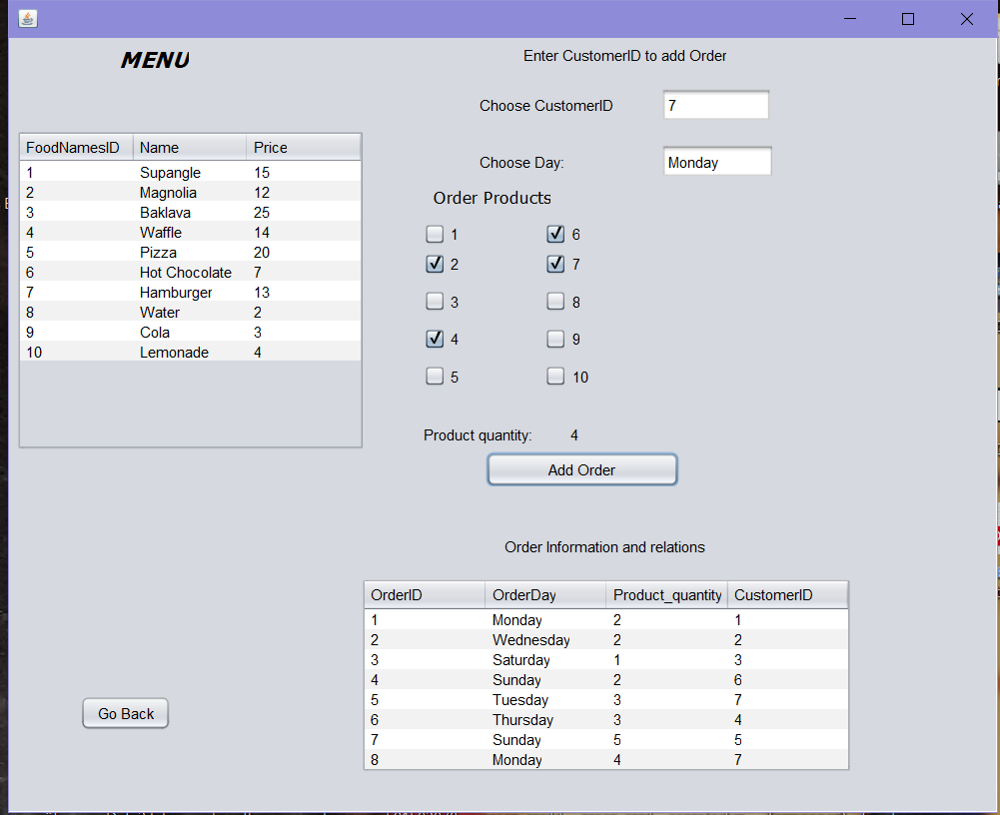 MENU
Enter CustomerID to add Order
Choose CustomerID 7
Choose Day: Monday
FoodNamesID Name Price
1 Supangle 15
2 Magnolia 12
3 Baklava 25
4 Waffle 14
5 Pizza 20
6 Hot Chocolate 7
7 Hamburger 13
8 Water 2
9 Cola 3
10 Lemonade 4
Order Products
1 6
2 7
3 8
4 9
5 10
Product quantity: 4
Add Order
Order Information and relations
OrderID OrderDay Product_quantity CustomerID
1 Monday 2 1
2 Wednesday 2 2
3 Saturday 1 3
4 Sunday 2 6
5 Tuesday 3 7
6 Thursday 3 4
7 Sunday 5 5
8 Monday 4 7
Go Back